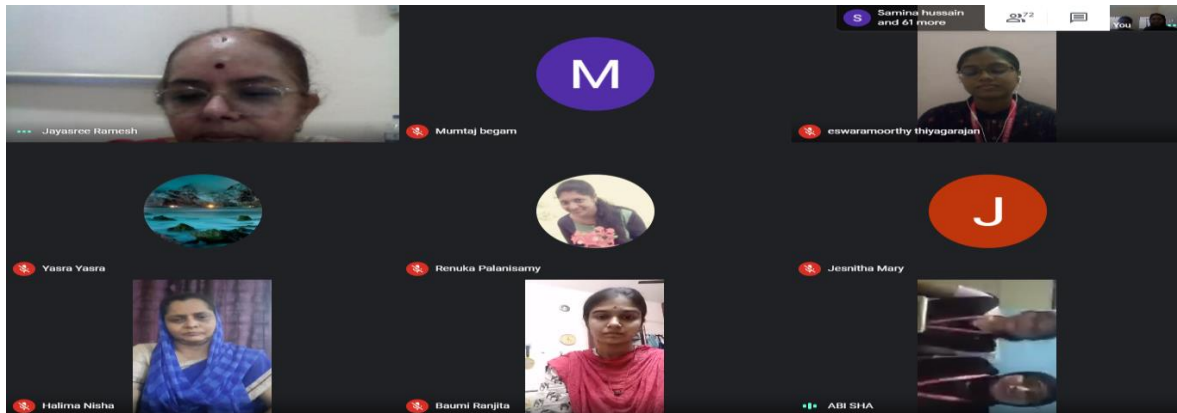 S
Samina hussain
and 61 more
72
You
Jayasree Ramesh
M
Mumtaj begam
eswaramoorthy thiyagarajan
Yasra Yasra
Renuka Palanisamy
J
Jesnitha Mary
Halima Nisha
Baumi Ranjita
ABI SHA